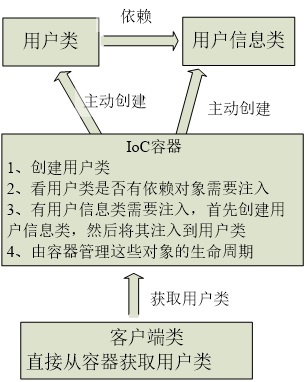 依赖
用户类
用户信息类
主动创建
主动创建
IoC容器
1、创建用户类
2、看用户类是否有依赖对象需要注入
3、有用户信息类需要注入，首先创建用
户信息类，然后将其注入到用户类
4、由容器管理这些对象的生命周期
获取用户类
客户端类
直接从容器获取用户类